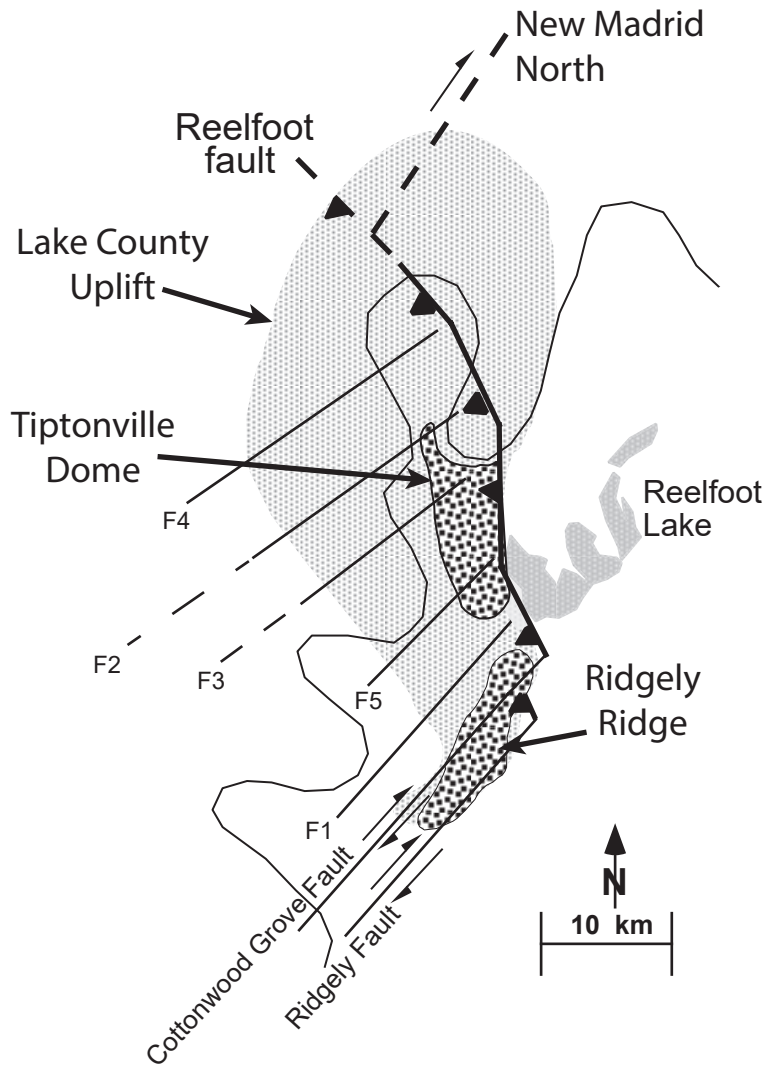 New Madrid
North
Reelfoot
fault
Lake County
Uplift
Tiptonville
Dome
F4
Reelfoot
Lake
F2
F3
F5
Ridgely
Ridge
F1
Cottonwood Grove Fault
Ridgely Fault
N
10 km